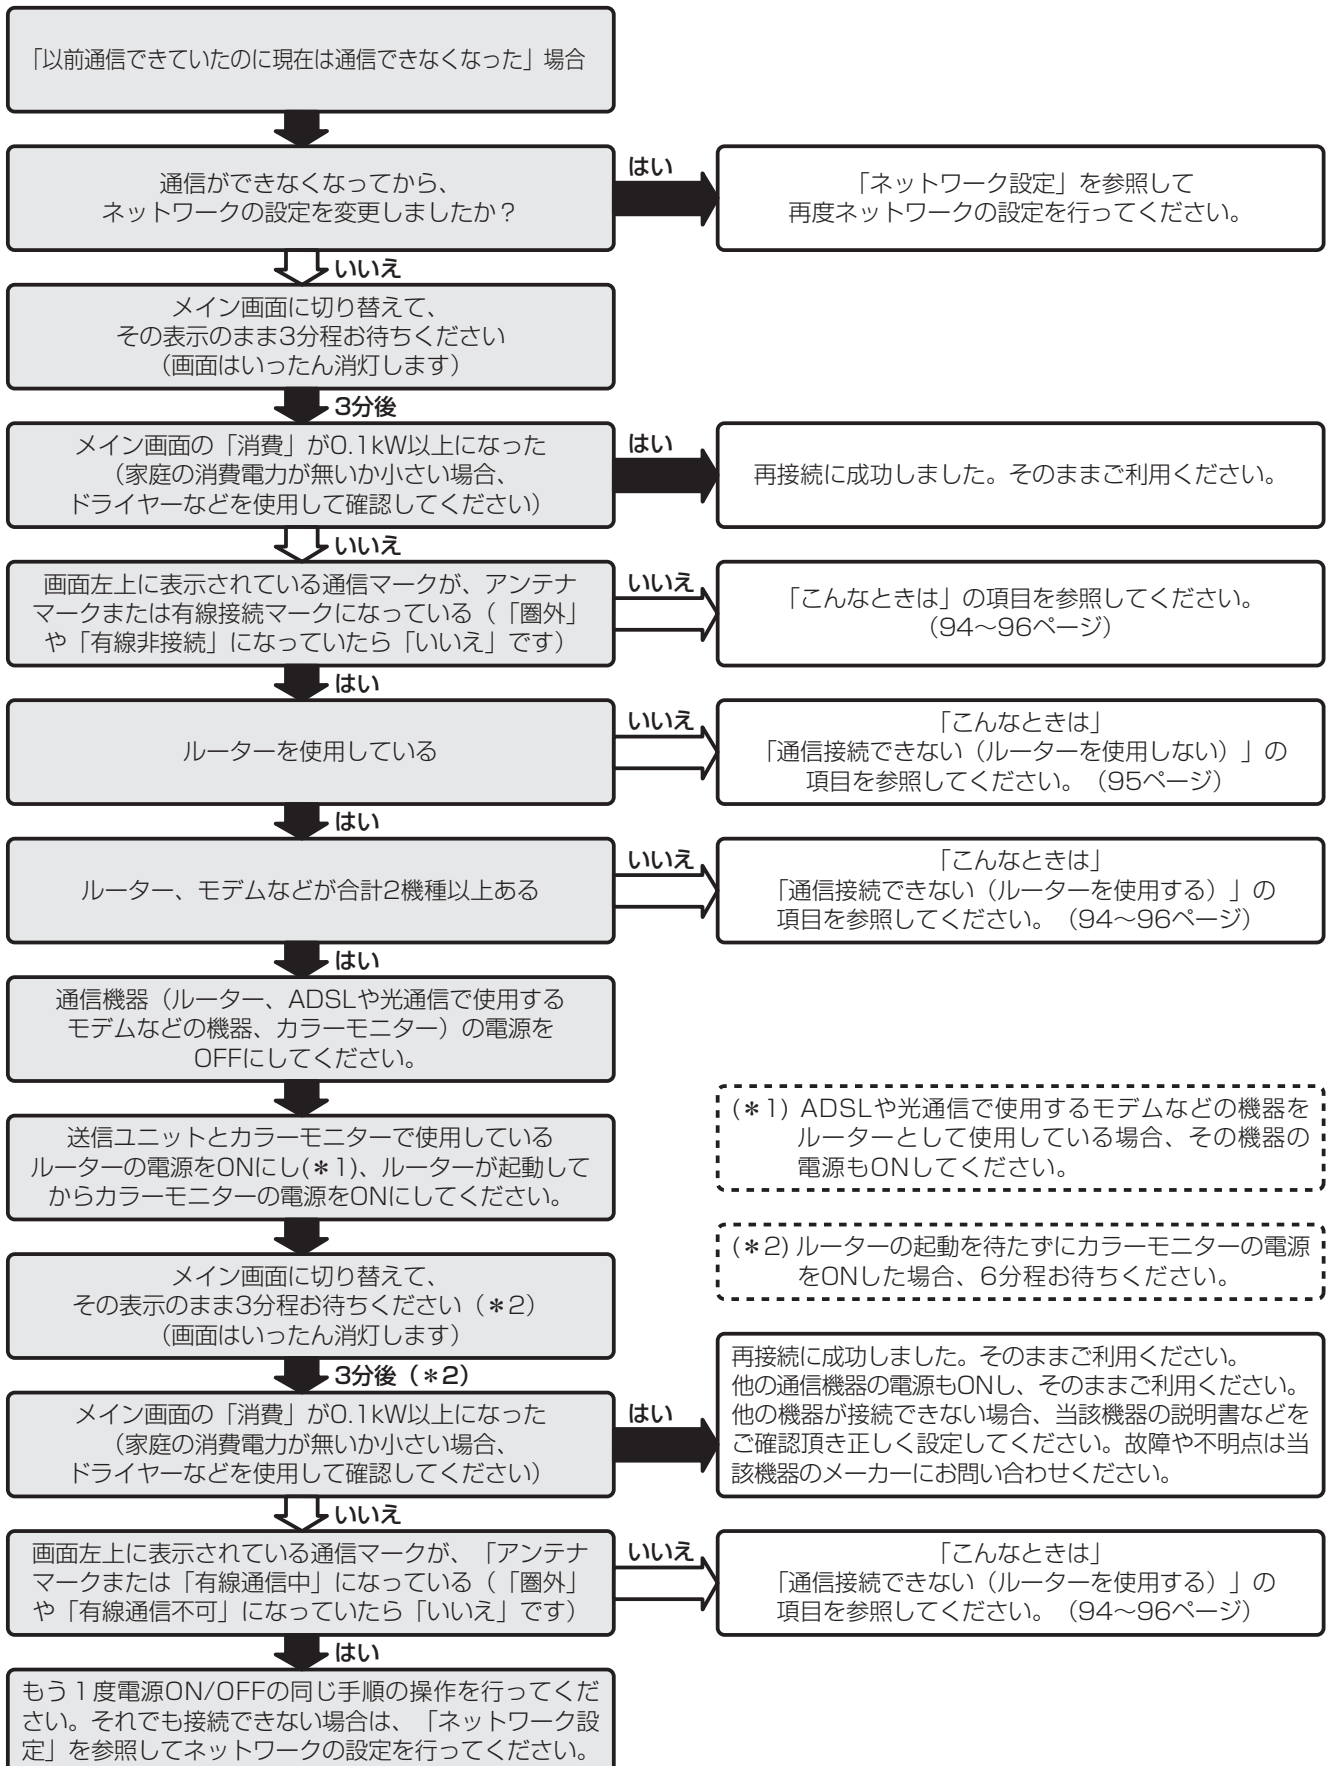 「以前通信できていたのに現在は通信できなくなった」場合
通信ができなくなってから、
ネットワークの設定を変更しましたか？
はい
「ネットワーク設定」を参照して
再度ネットワークの設定を行ってください。
いいえ
メイン画面に切り替えて、
その表示のまま3分程お待ちください
（画面はいったん消灯します）
3分後
メイン画面の「消費」が0.1kW以上になった
（家庭の消費電力が無いか小さい場合、
ドライヤーなどを使用して確認してください）
はい
再接続に成功しました。そのままご利用ください。
いいえ
画面左上に表示されている通信マークが、アンテナ
マークまたは有線接続マークになっている（「圏外」
や「有線非接続」になっていたら「いいえ」です）
いいえ
「こんなときは」の項目を参照してください。
（94〜96ページ）
はい
ルーターを使用している
いいえ
「こんなときは」
「通信接続できない（ルーターを使用しない）」の
項目を参照してください。（95ページ）
はい
ルーター、モデムなどが合計2機種以上ある
いいえ
「こんなときは」
「通信接続できない（ルーターを使用する）」の
項目を参照してください。（94〜96ページ）
はい
通信機器（ルーター、ADSLや光通信で使用する
モデムなどの機器、カラーモニター）の電源を
OFFにしてください。
送信ユニットとカラーモニターで使用している
ルーターの電源をONにし(＊1)、ルーターが起動して
からカラーモニターの電源をONにしてください。
(＊1) ADSLや光通信で使用するモデムなどの機器を
ルーターとして使用している場合、その機器の
電源もONしてください。
(＊2) ルーターの起動を待たずにカラーモニターの電源
をONした場合、6分程お待ちください。
メイン画面に切り替えて、
その表示のまま3分程お待ちください（＊2）
（画面はいったん消灯します）
3分後（＊2）
メイン画面の「消費」が0.1kW以上になった
（家庭の消費電力が無いか小さい場合、
ドライヤーなどを使用して確認してください）
はい
再接続に成功しました。そのままご利用ください。
他の通信機器の電源もONし、そのままご利用ください。
他の機器が接続できない場合、当該機器の説明書などを
ご確認頂き正しく設定してください。故障や不明点は当
該機器のメーカーにお問い合わせください。
いいえ
画面左上に表示されている通信マークが、「アンテナ
マークまたは「有線通信中」になっている（「圏外」
や「有線通信不可」になっていたら「いいえ」です）
いいえ
「こんなときは」
「通信接続できない（ルーターを使用する）」の
項目を参照してください。（94〜96ページ）
はい
もう１度電源ON/OFFの同じ手順の操作を行ってくだ
さい。それでも接続できない場合は、「ネットワーク設
定」を参照してネットワークの設定を行ってください。